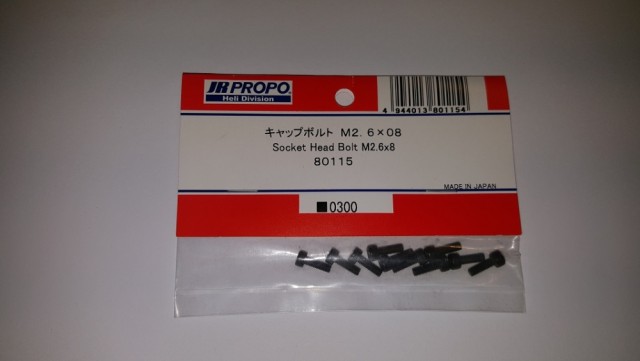 JR PROPO
Heli Division
4 944013 801154
キャップボルト M2.6×08
Socket Head Bolt M2.6x8
80115
MADE IN JAPAN
■0300